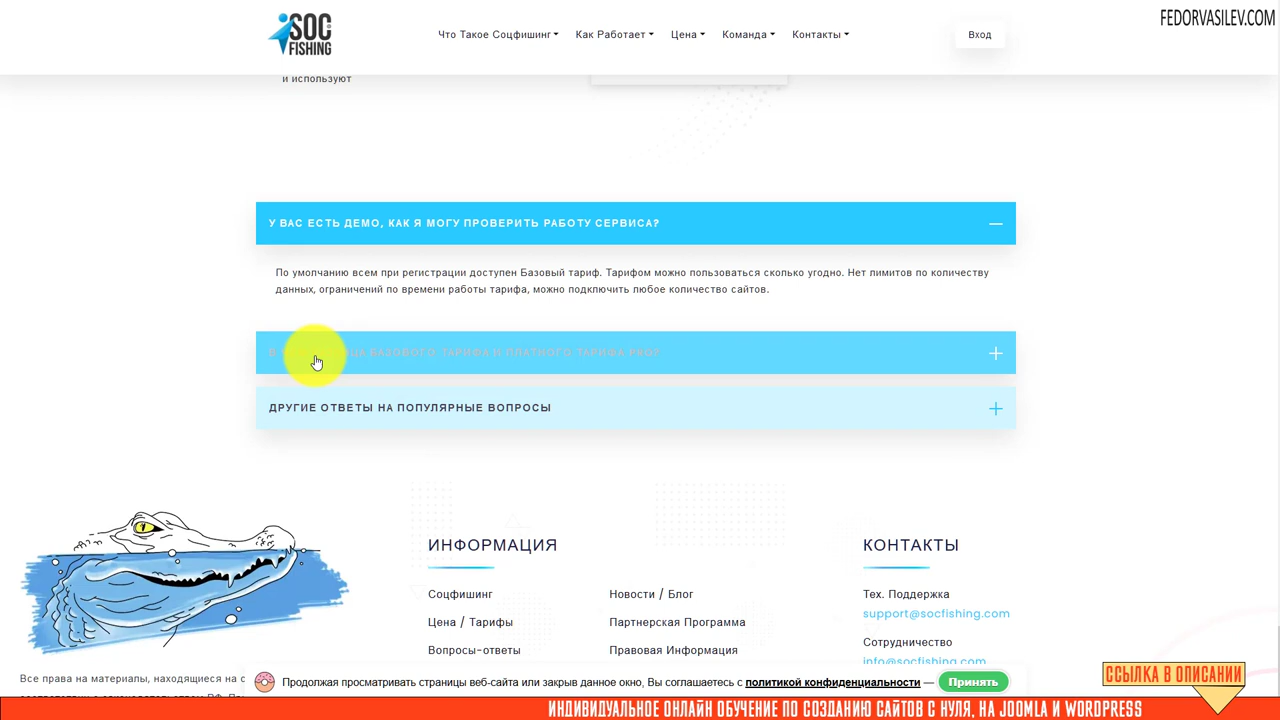 SOC
FISHING
Что Такое Соцфишинг
Как Работает
Цена
Команда
Контакты
Вход
FEDORVASILEV.COM
и используют
У ВАС ЕСТЬ ДЕМО, КАК Я МОГУ ПРОВЕРИТЬ РАБОТУ СЕРВИСА?
По умолчанию всем при регистрации доступен Базовый тариф. Тарифом можно пользоваться сколько угодно. Нет лимитов по количеству
данных, ограничений по времени работы тарифа, можно подключить любое количество сайтов.
БАЗОВОГО ТАРИФА И ПЛАТНОГО ТАРИФА PRO?
ДРУГИЕ ОТВЕТЫ НА ПОПУЛЯРНЫЕ ВОПРОСЫ
ИНФОРМАЦИЯ
Соцфишинг
Цена / Тарифы
Вопросы-ответы
Новости / Блог
Партнерская Программа
Правовая Информация
КОНТАКТЫ
Тех. Поддержка
support@socfishing.com
Сотрудничество
info@socfishing.com
Все права на материалы, находящиеся на с
Продолжая просматривать страницы веб-сайта или закрыв данное окно, Вы соглашаетесь с политикой конфиденциальности —
Принять
ССЫЛКА В ОПИСАНИИ
ИНДИВИДУАЛЬНОЕ ОНЛАЙН ОБУЧЕНИЕ ПО СОЗДАНИЮ САЙТОВ С НУЛЯ, НА JOOMLA И WORDPRESS